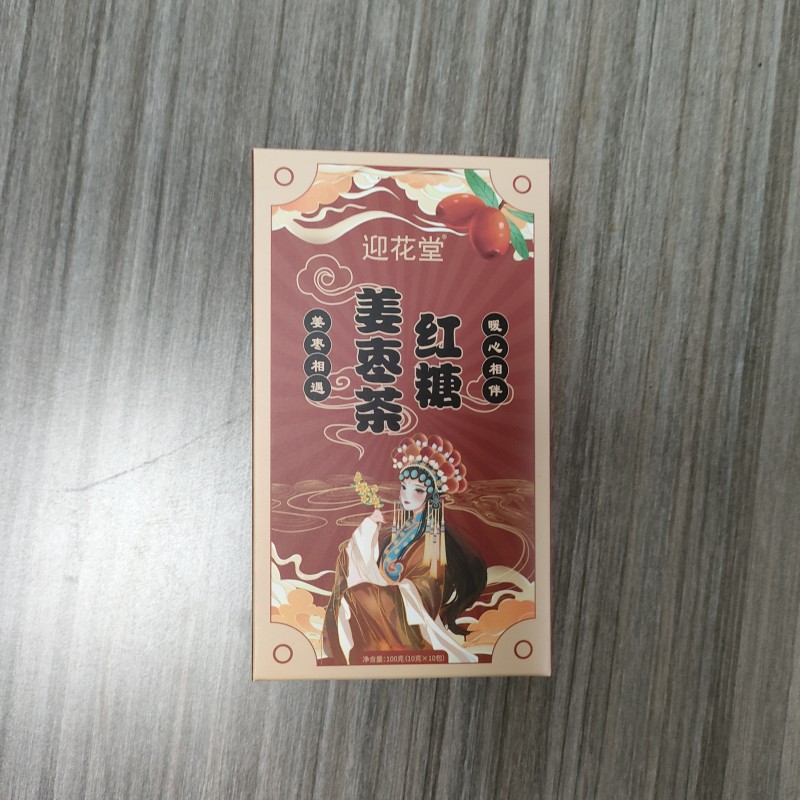 迎花堂®
暖心相伴
红糖
姜枣茶
姜枣相遇
净含量:100克(10克×10包)